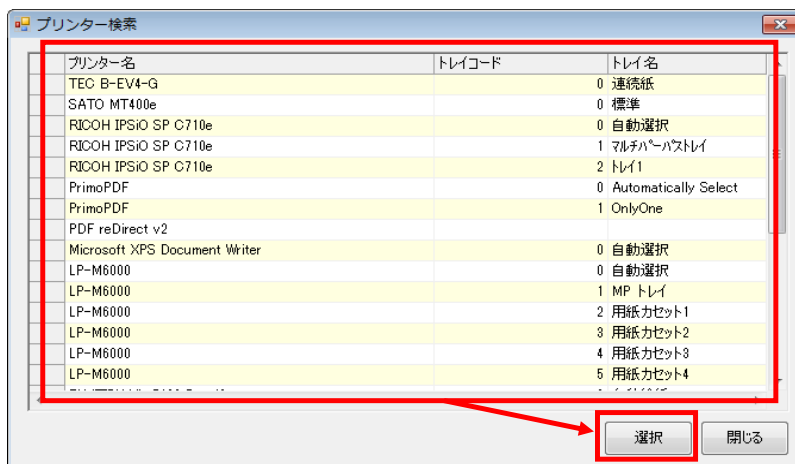 プリンター検索
プリンター名 トレイコード トレイ名
TEC B-EV4-G 0 連続紙
SATO MT400e 0 標準
RICOH IPSiO SP C710e 0 自動選択
RICOH IPSiO SP C710e 1 マルチパーパストレイ
RICOH IPSiO SP C710e 2 トレイ1
PrimoPDF 0 Automatically Select
PrimoPDF 1 OnlyOne
PDF reDirect v2
Microsoft XPS Document Writer 0 自動選択
LP-M6000 0 自動選択
LP-M6000 1 MP トレイ
LP-M6000 2 用紙カセット1
LP-M6000 3 用紙カセット2
LP-M6000 4 用紙カセット3
LP-M6000 5 用紙カセット4
選択 閉じる